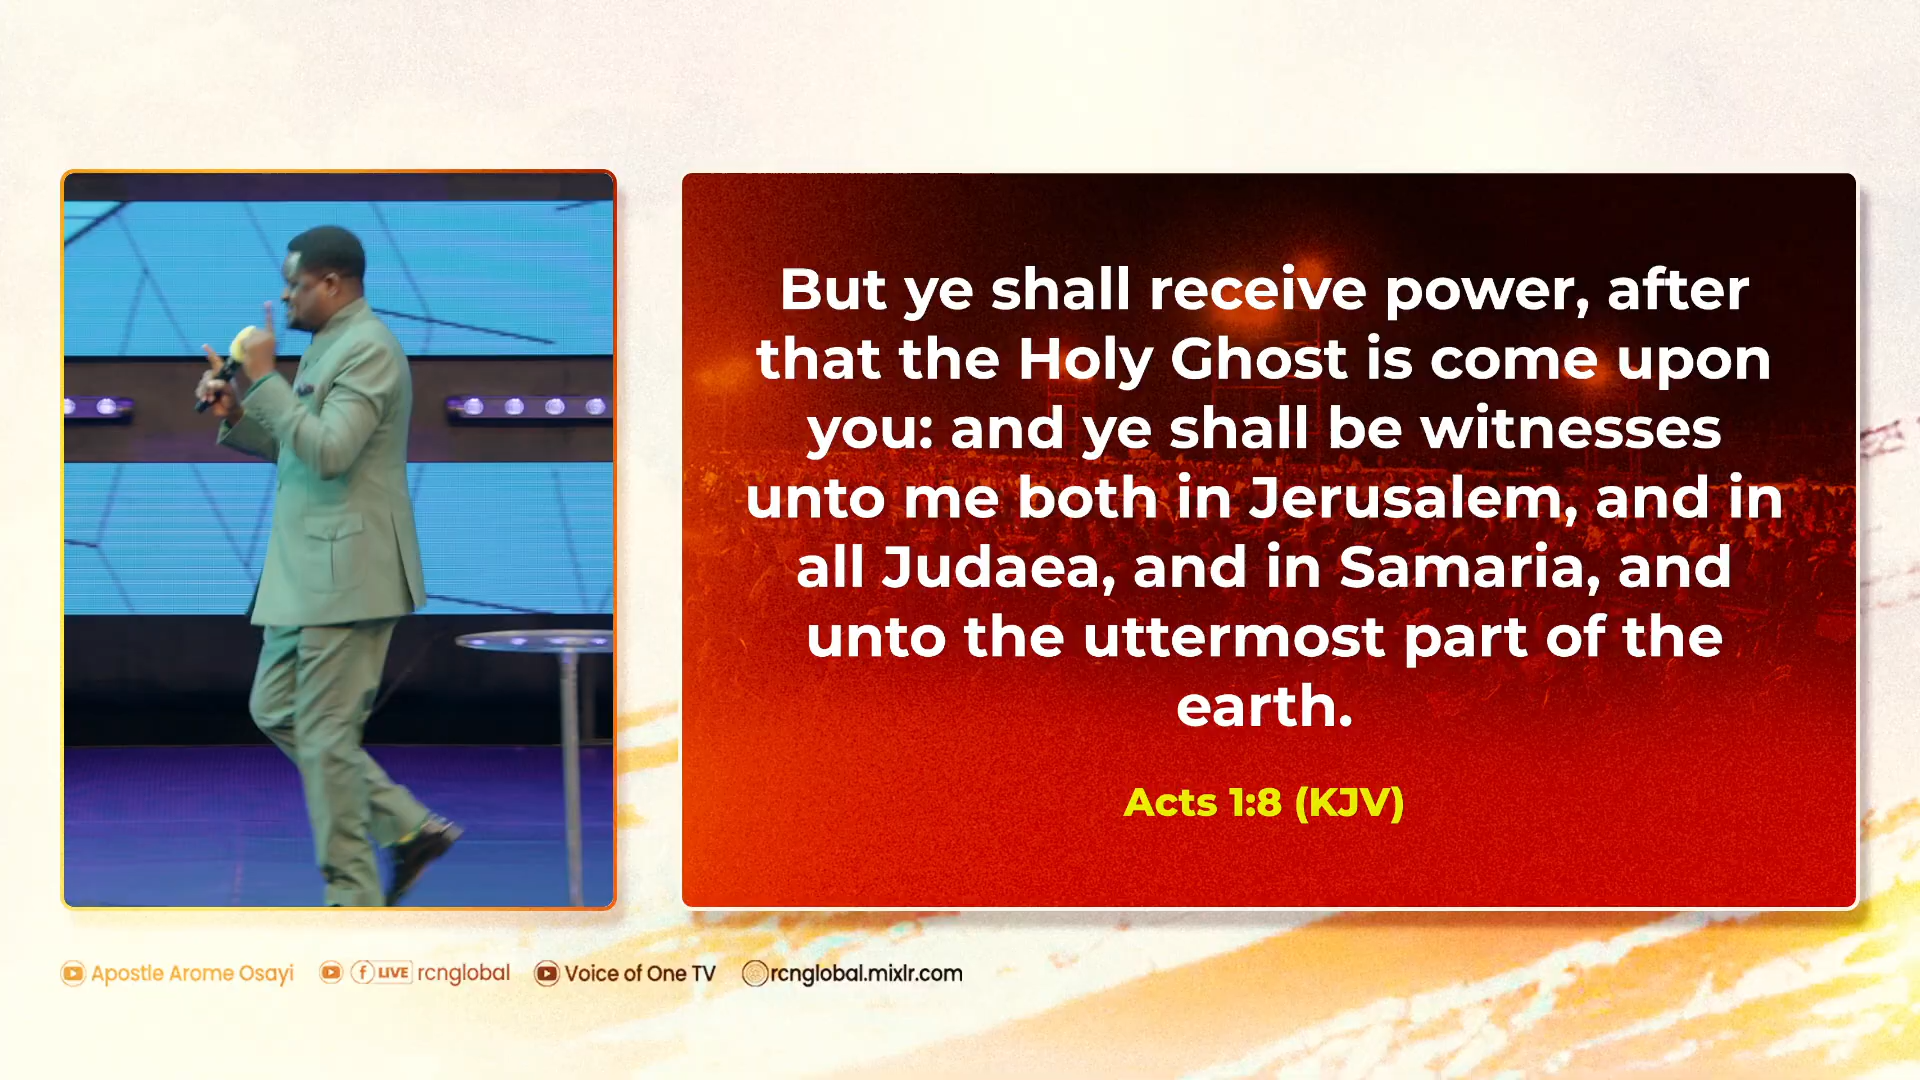 But ye shall receive power, after
that the Holy Ghost is come upon
you: and ye shall be witnesses
unto me both in Jerusalem, and in
all Judaea, and in Samaria, and
unto the uttermost part of the
earth.
Acts 1:8 (KJV)
Apostle Arome Osayi LIVE rcnglobal Voice of One TV rcnglobal.mixlr.com